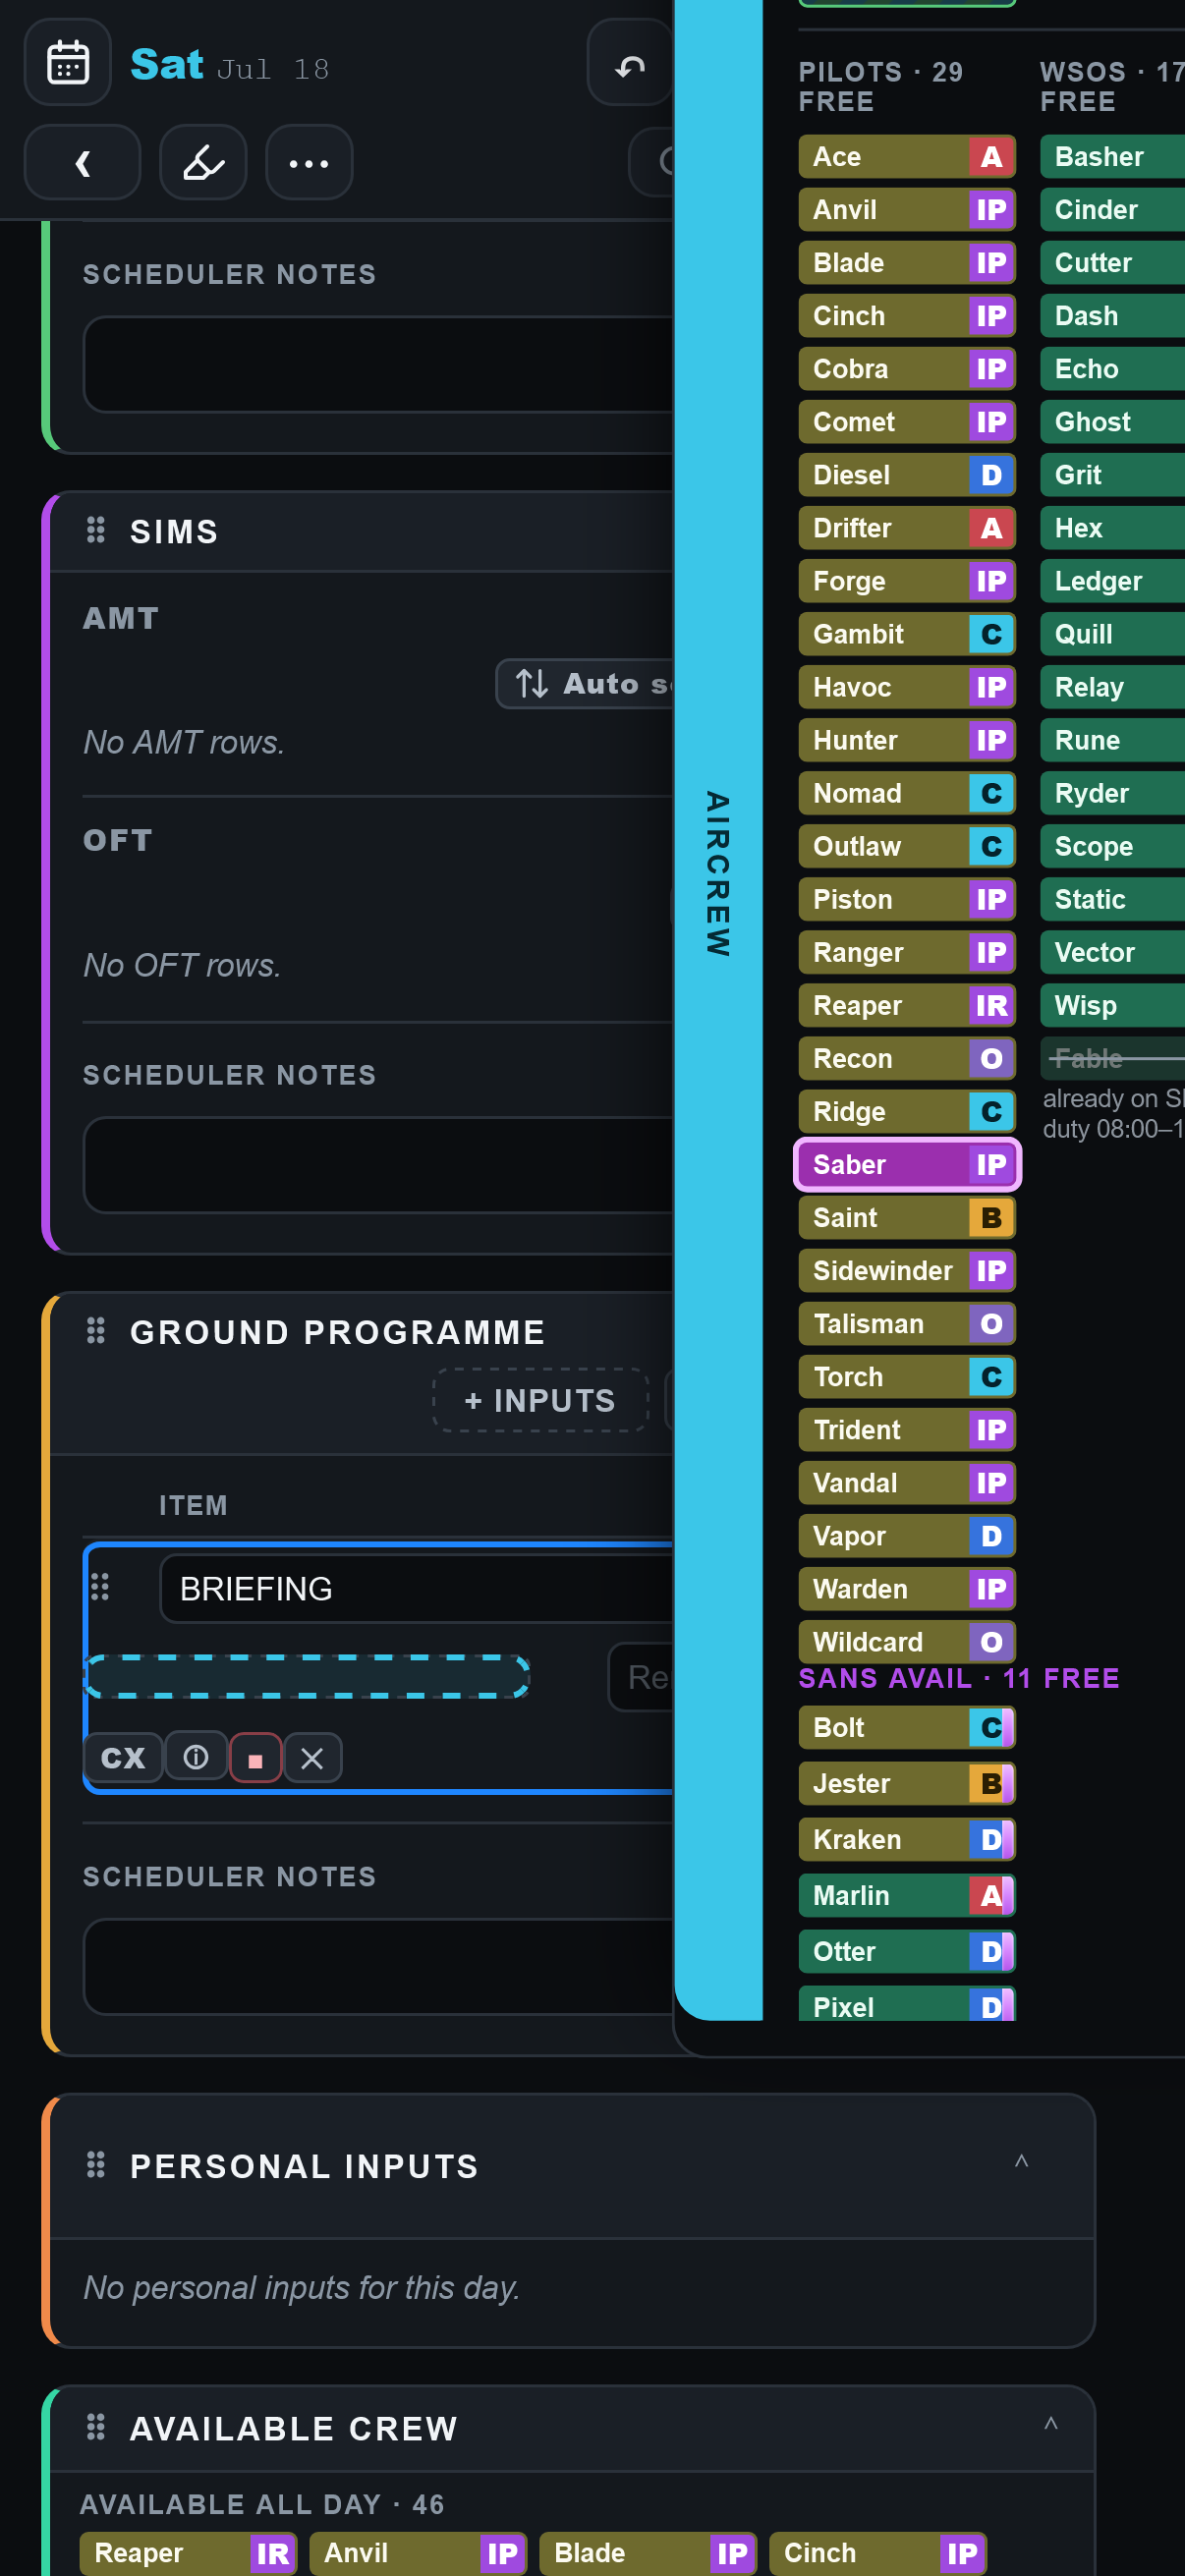 Sat Jul 18
SCHEDULER NOTES
SIMS
AMT
Auto
No AMT rows.
OFT
No OFT rows.
SCHEDULER NOTES
GROUND PROGRAMME
+ INPUTS
ITEM
BRIEFING
Re
CX
SCHEDULER NOTES
AIRCREW
PILOTS · 29
FREE
Ace A
Anvil IP
Blade IP
Cinch IP
Cobra IP
Comet IP
Diesel D
Drifter A
Forge IP
Gambit C
Havoc IP
Hunter IP
Nomad C
Outlaw C
Piston IP
Ranger IP
Reaper IR
Recon O
Ridge C
Saber IP
Saint B
Sidewinder IP
Talisman O
Torch C
Trident IP
Vandal IP
Vapor D
Warden IP
Wildcard O
WSOS · 17
FREE
Basher
Cinder
Cutter
Dash
Echo
Ghost
Grit
Hex
Ledger
Quill
Relay
Rune
Ryder
Scope
Static
Vector
Wisp
Fable
already on
duty 08:00–1
SANS AVAIL · 11 FREE
Bolt C
Jester B
Kraken D
Marlin A
Otter D
Pixel D
PERSONAL INPUTS
No personal inputs for this day.
AVAILABLE CREW
AVAILABLE ALL DAY · 46
Reaper IR Anvil IP Blade IP Cinch IP